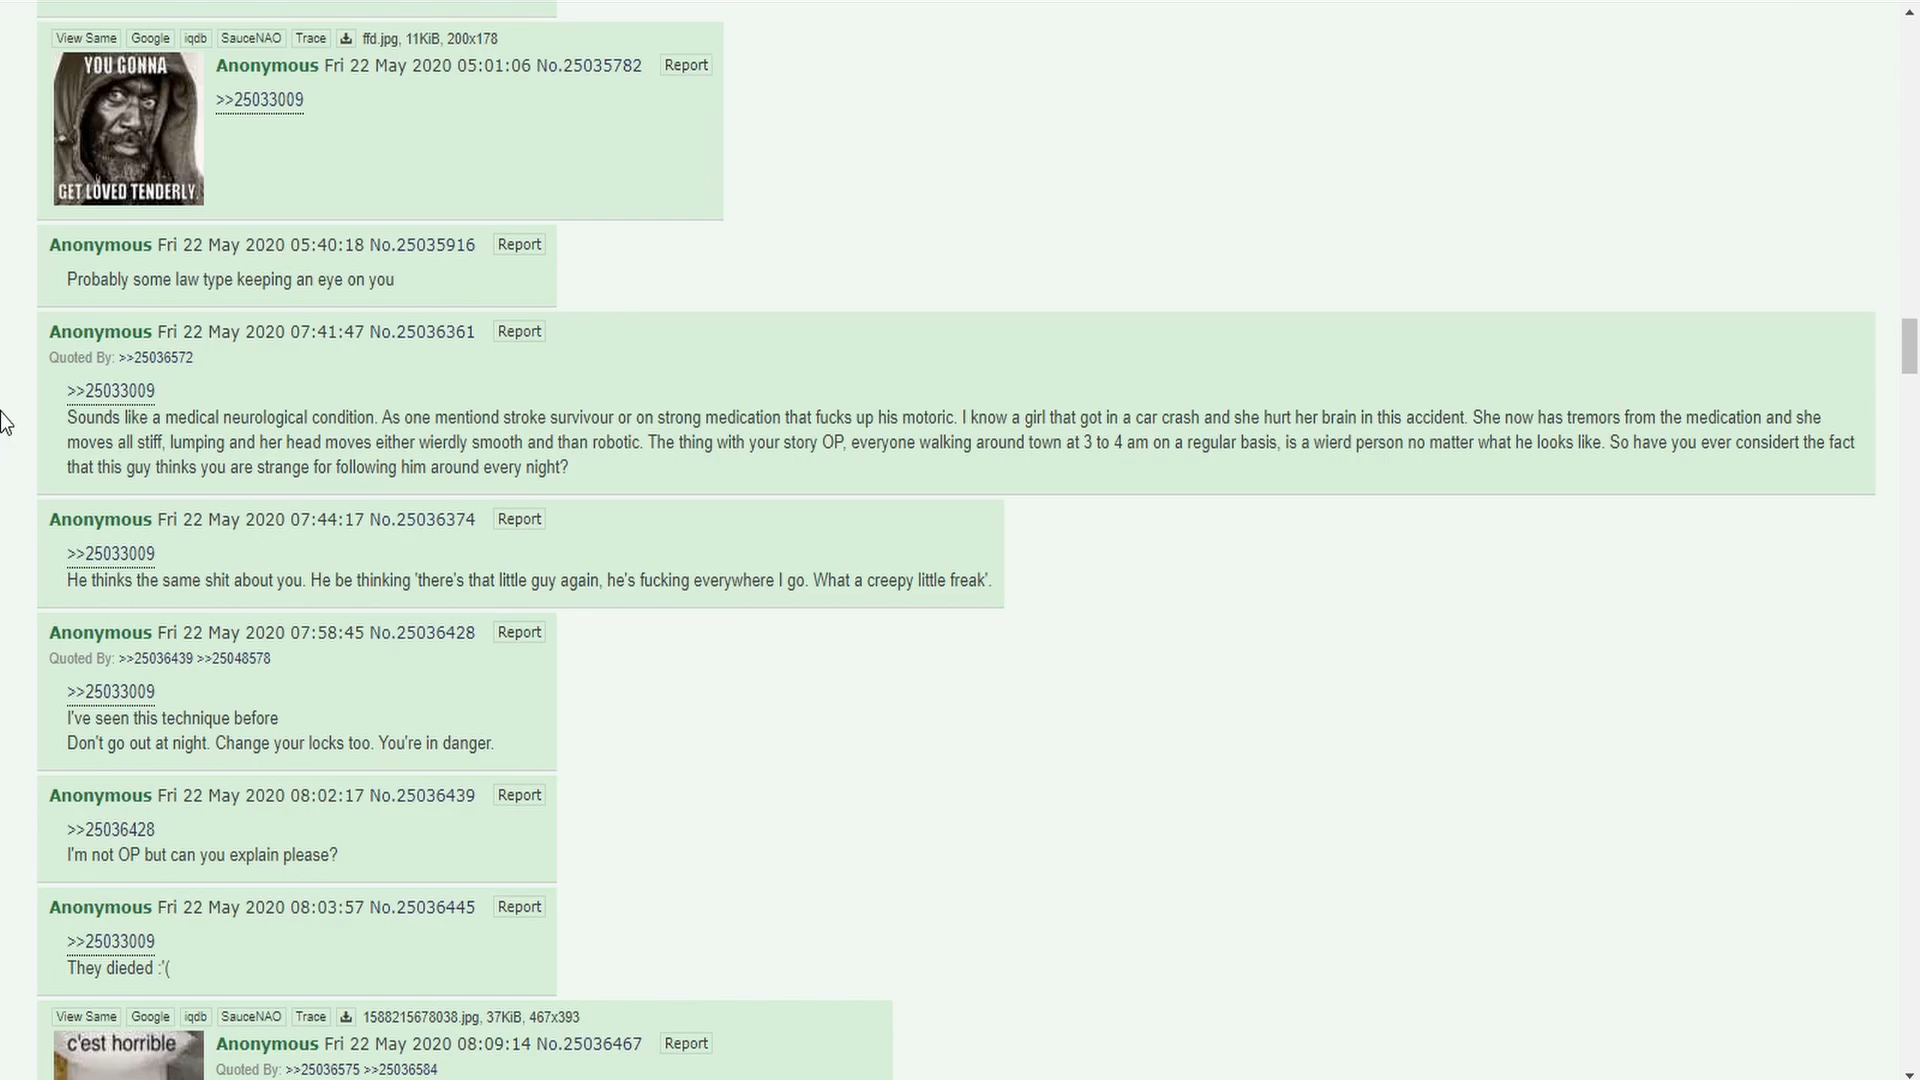 View Same Google iqdb SauceNAO Trace ffd.jpg, 11KiB, 200x178
YOU GONNA
GET LOVED TENDERLY.
Anonymous Fri 22 May 2020 05:01:06 No.25035782 Report
>>25033009
Anonymous Fri 22 May 2020 05:40:18 No.25035916 Report
Probably some law type keeping an eye on you
Anonymous Fri 22 May 2020 07:41:47 No.25036361 Report
Quoted By: >>25036572
>>25033009
Sounds like a medical neurological condition. As one mentiond stroke survivour or on strong medication that fucks up his motoric. I know a girl that got in a car crash and she hurt her brain in this accident. She now has tremors from the medication and she
moves all stiff, lumping and her head moves either wierdly smooth and than robotic. The thing with your story OP, everyone walking around town at 3 to 4 am on a regular basis, is a wierd person no matter what he looks like. So have you ever considert the fact
that this guy thinks you are strange for following him around every night?
Anonymous Fri 22 May 2020 07:44:17 No.25036374 Report
>>25033009
He thinks the same shit about you. He be thinking 'there's that little guy again, he's fucking everywhere I go. What a creepy little freak'.
Anonymous Fri 22 May 2020 07:58:45 No.25036428 Report
Quoted By: >>25036439 >>25048578
>>25033009
I've seen this technique before
Don't go out at night. Change your locks too. You're in danger.
Anonymous Fri 22 May 2020 08:02:17 No.25036439 Report
>>25036428
I'm not OP but can you explain please?
Anonymous Fri 22 May 2020 08:03:57 No.25036445 Report
>>25033009
They dieded :'(
View Same Google iqdb SauceNAO Trace 1588215678038.jpg, 37KiB, 467x393
c'est horrible
Anonymous Fri 22 May 2020 08:09:14 No.25036467 Report
Quoted By: >>25036575 >>25036584